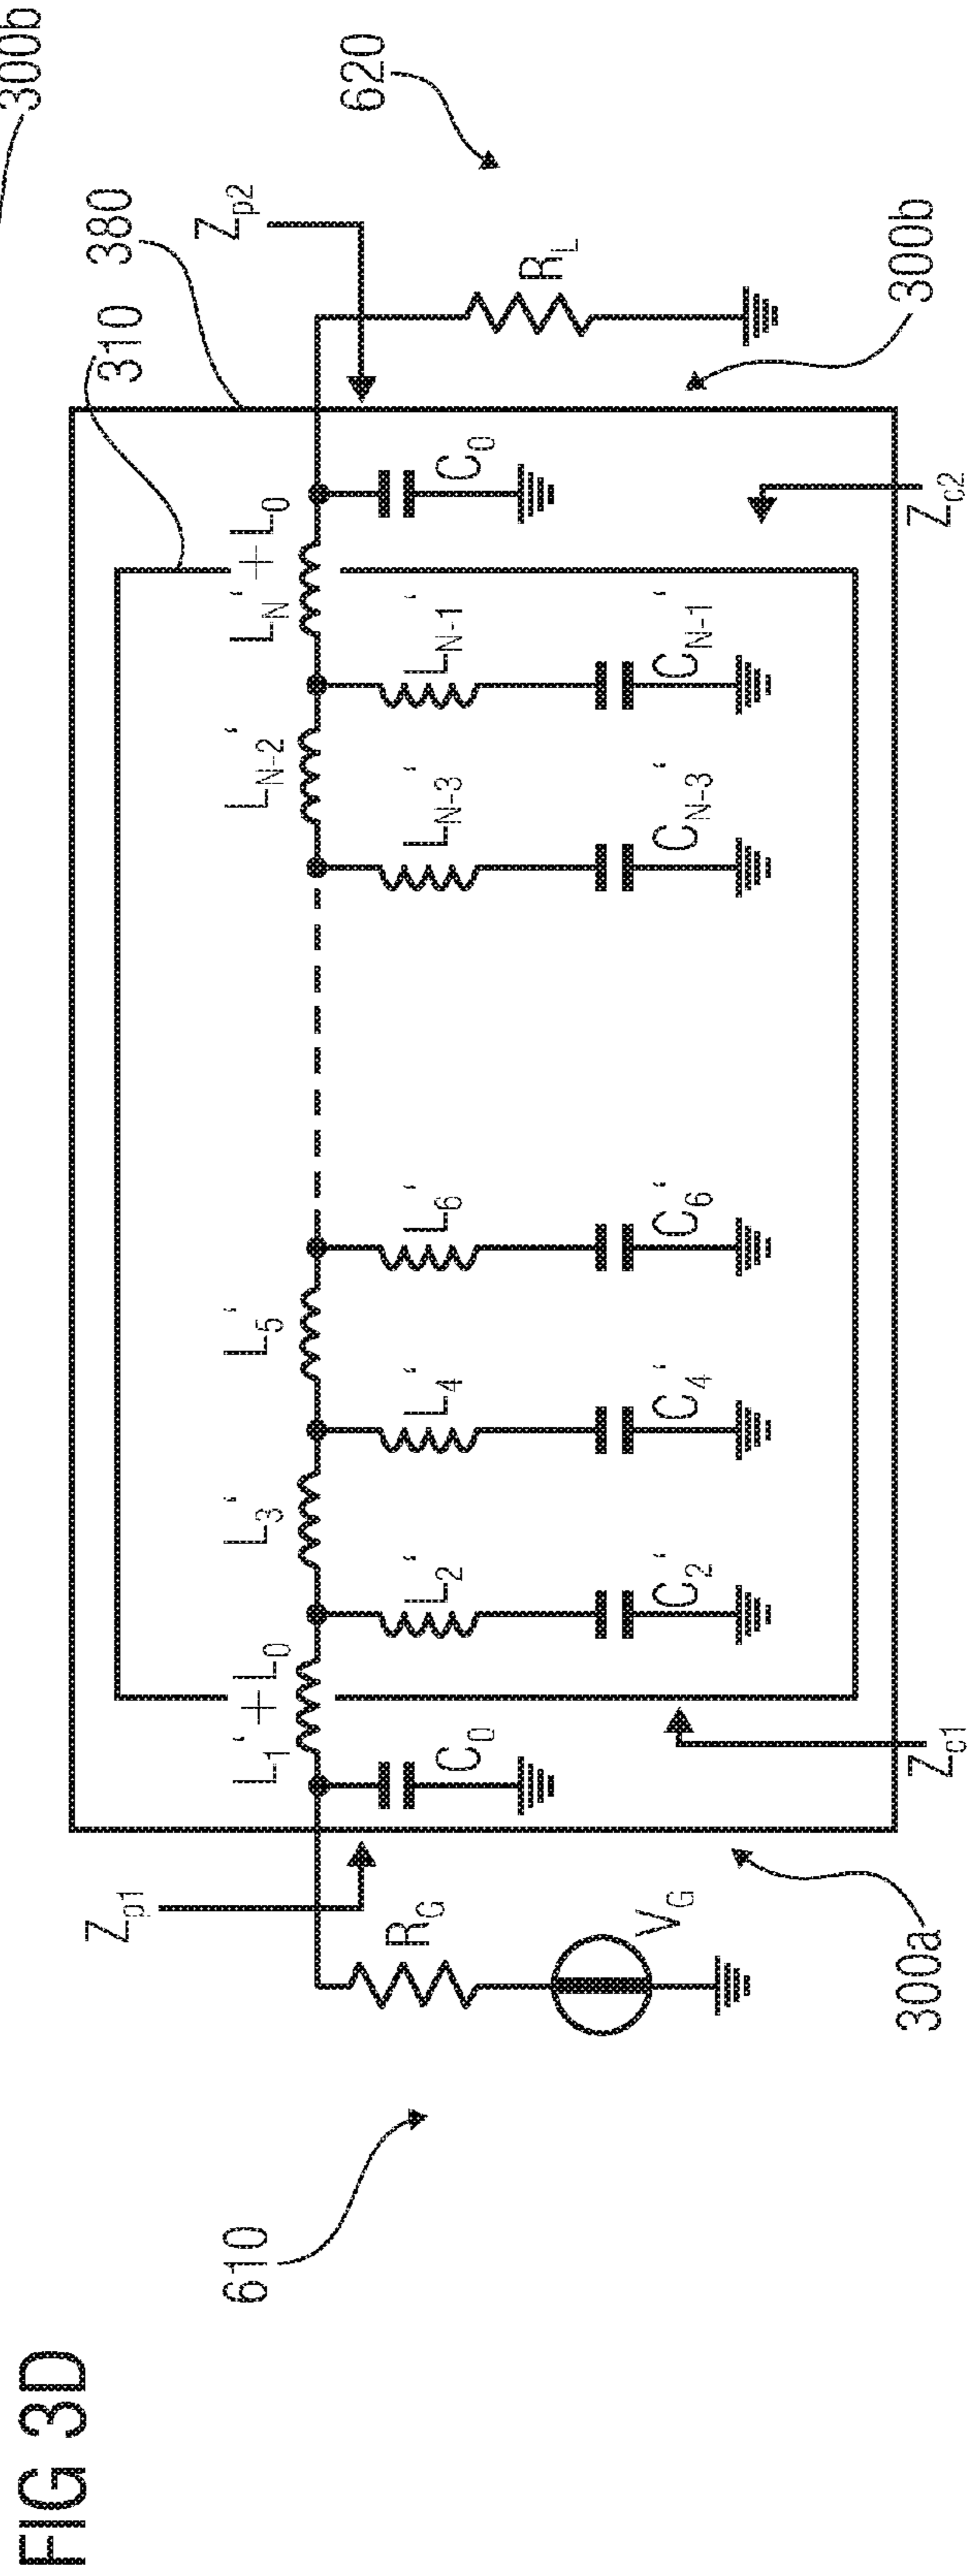 FIG 3D
300b
310
380
Z_p2
620
610
Z_p1
L_1‘+L_0
L_3‘
L_5‘
L_N-2‘
L_N‘+L_0
R_G
C_0
L_2‘
L_4‘
L_6‘
L_N-3‘
L_N-1‘
C_0
R_L
V_G
C_2‘
C_4‘
C_6‘
C_N-3‘
C_N-1‘
300a
Z_c1
Z_c2
300b